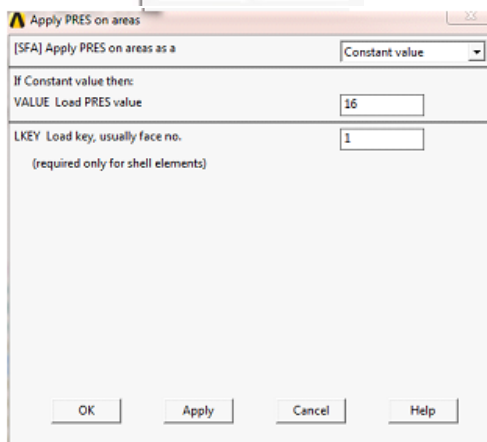 Apply PRES on areas
[SFA] Apply PRES on areas as a
Constant value
If Constant value then:
VALUE Load PRES value
16
LKEY Load key, usually face no.
1
(required only for shell elements)
OK Apply Cancel Help